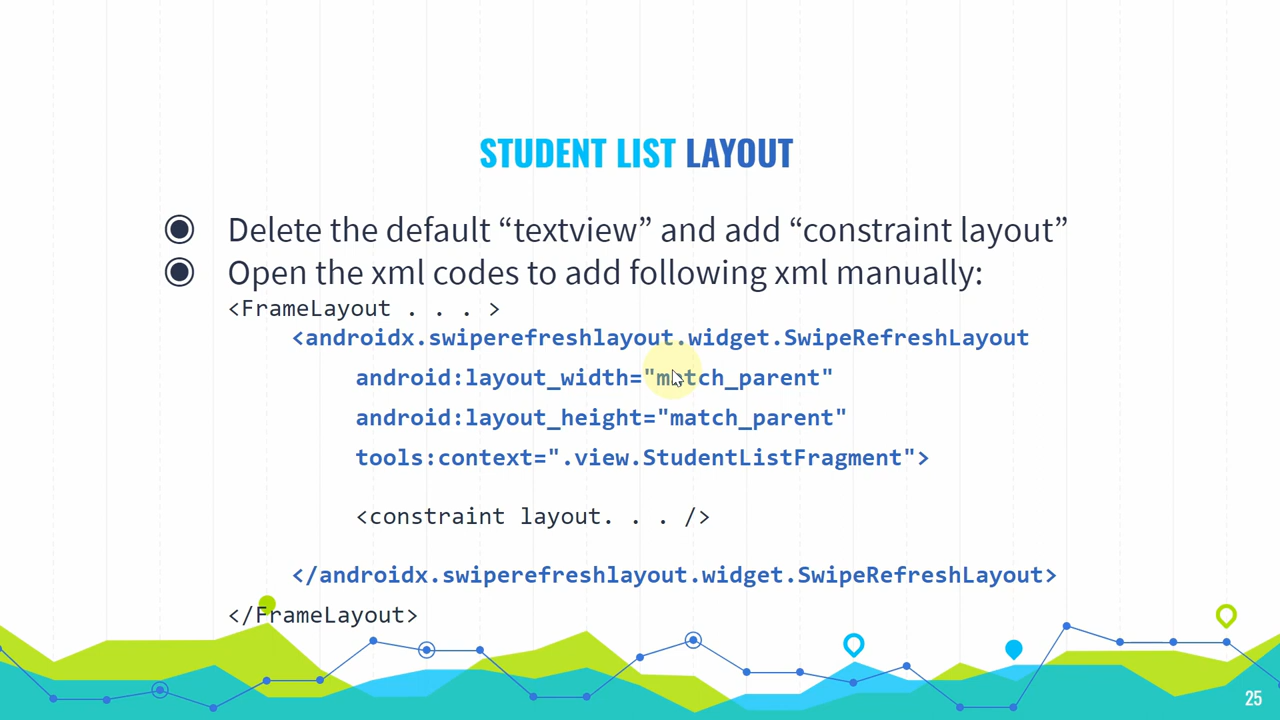 STUDENT LIST LAYOUT
Delete the default “textview” and add “constraint layout”
Open the xml codes to add following xml manually:
<FrameLayout . . . >
<androidx.swiperefreshlayout.widget.SwipeRefreshLayout
android:layout_width="match_parent"
android:layout_height="match_parent"
tools:context=".view.StudentListFragment">
<constraint layout. . . />
</androidx.swiperefreshlayout.widget.SwipeRefreshLayout>
</FrameLayout>
25